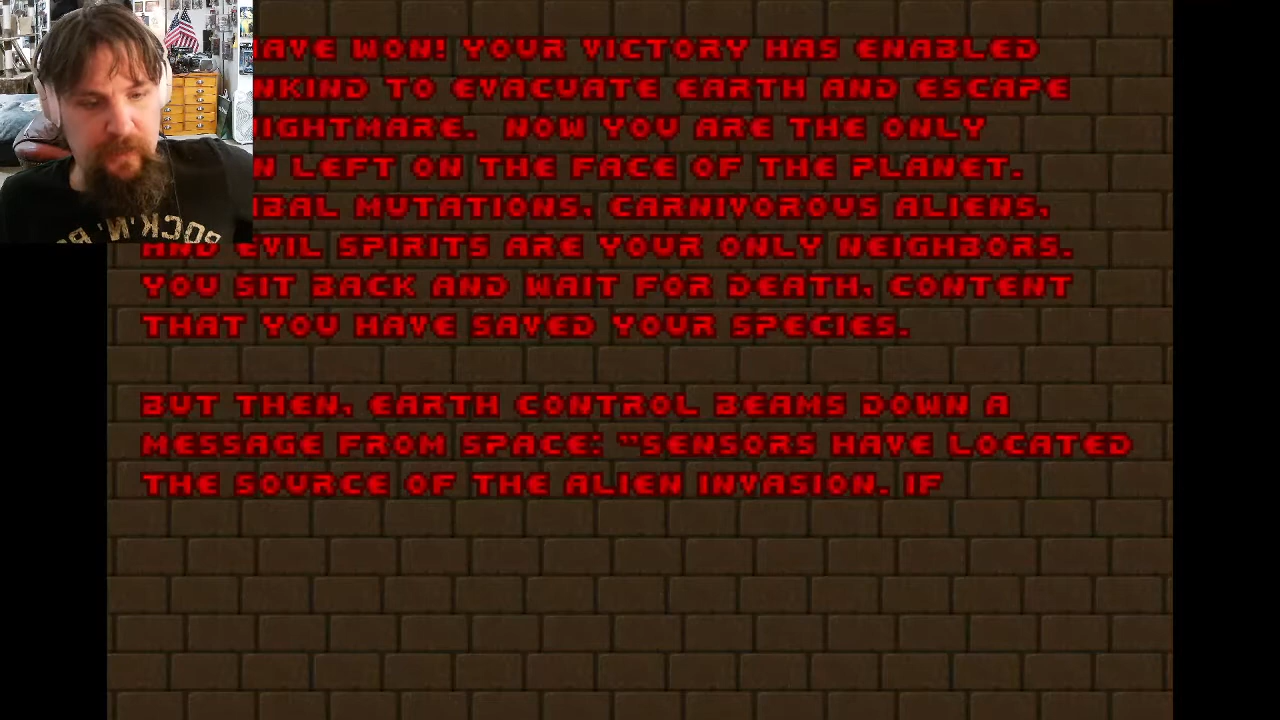 AVE WON! YOUR VICTORY HAS ENABLED
NKIND TO EVACUATE EARTH AND ESCAPE
IGHTMARE. NOW YOU ARE THE ONLY
N LEFT ON THE FACE OF THE PLANET.
IBAL MUTATIONS, CARNIVOROUS ALIENS,
AND EVIL SPIRITS ARE YOUR ONLY NEIGHBORS.
YOU SIT BACK AND WAIT FOR DEATH, CONTENT
THAT YOU HAVE SAVED YOUR SPECIES.
BUT THEN, EARTH CONTROL BEAMS DOWN A
MESSAGE FROM SPACE: "SENSORS HAVE LOCATED
THE SOURCE OF THE ALIEN INVASION. IF
ROCK'N'R